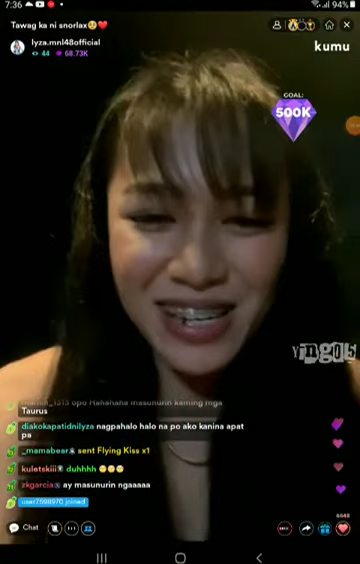 7:36
94%
Tawag ka ni snorlax🥺❤️
lyza.mnl48official
44 68.73K
kumu
GOAL:
500K
Yngo5
opo Hahahaha masunurin kaming mga
Taurus
diakokapatidnilyza nagpahalo halo na po ako kanina apat
pa
_mamabear sent Flying Kiss x1
kuletskiii duhhhh
zkgarcia ay masunurin ngaaaaa
joined
Chat